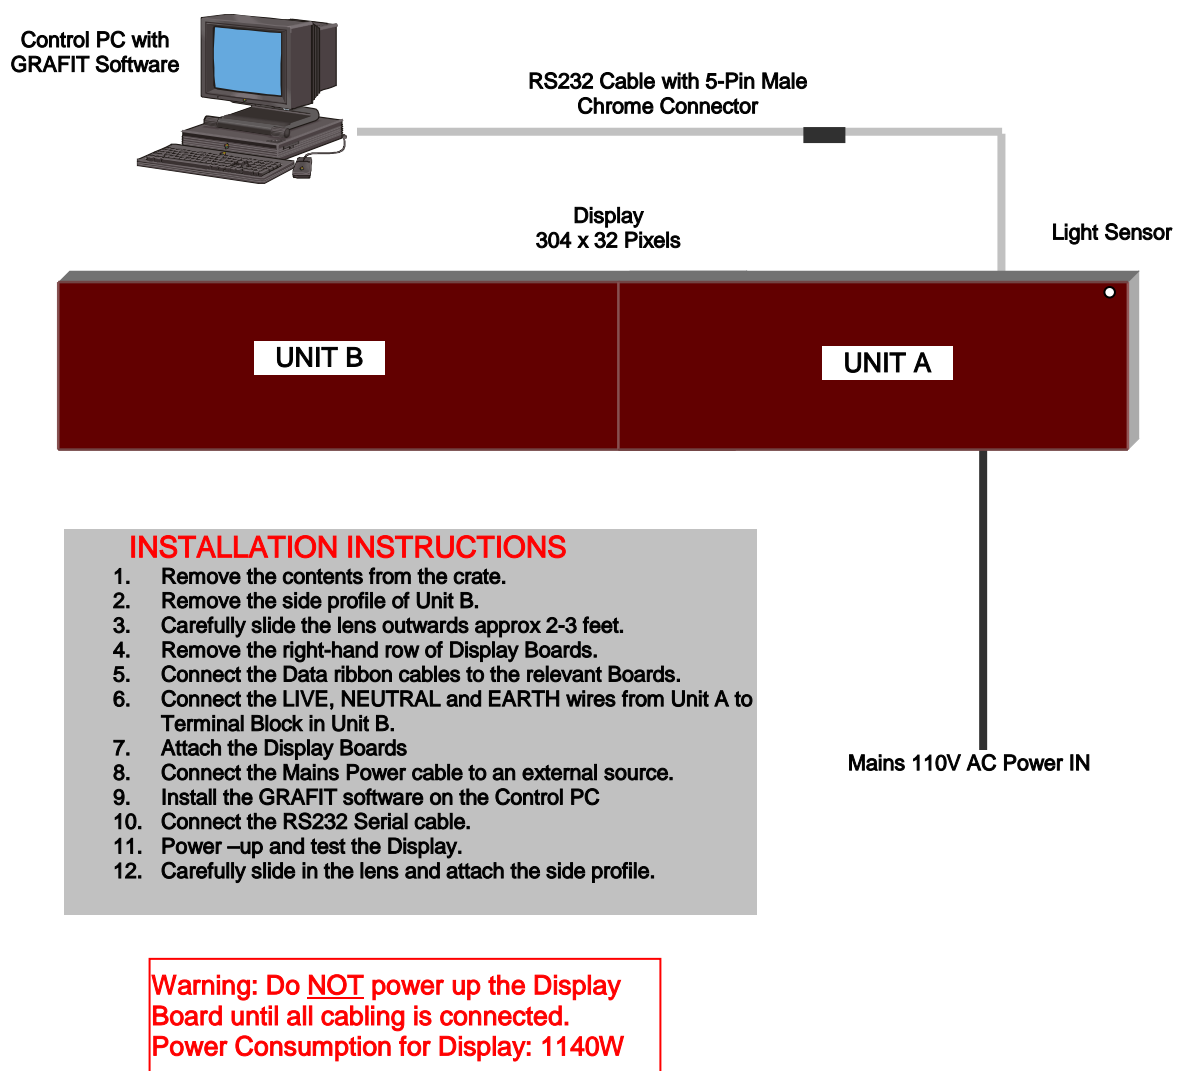 Control PC with
GRAFIT Software
RS232 Cable with 5-Pin Male
Chrome Connector
Display
304 x 32 Pixels
Light Sensor
UNIT B
UNIT A
INSTALLATION INSTRUCTIONS
1. Remove the contents from the crate.
2. Remove the side profile of Unit B.
3. Carefully slide the lens outwards approx 2-3 feet.
4. Remove the right-hand row of Display Boards.
5. Connect the Data ribbon cables to the relevant Boards.
6. Connect the LIVE, NEUTRAL and EARTH wires from Unit A to
Terminal Block in Unit B.
7. Attach the Display Boards
8. Connect the Mains Power cable to an external source.
9. Install the GRAFIT software on the Control PC
10. Connect the RS232 Serial cable.
11. Power –up and test the Display.
12. Carefully slide in the lens and attach the side profile.
Mains 110V AC Power IN
Warning: Do NOT power up the Display
Board until all cabling is connected.
Power Consumption for Display: 1140W